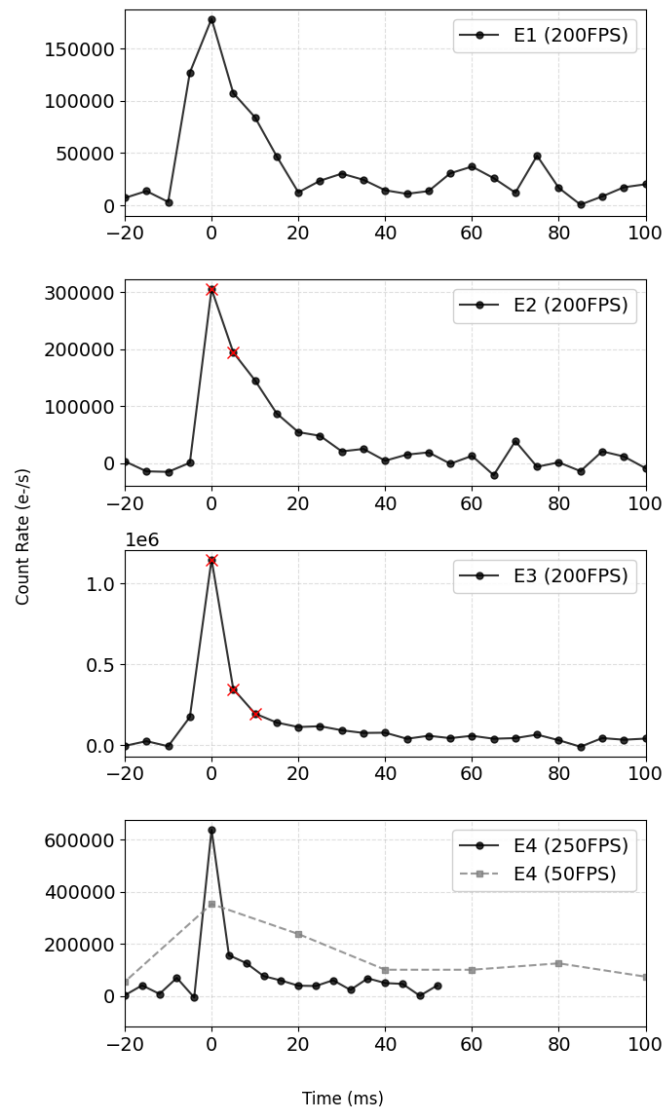 150000
100000
50000
0
E1 (200FPS)
−20 0 20 40 60 80 100
300000
200000
100000
0
E2 (200FPS)
−20 0 20 40 60 80 100
Count Rate (e-/s)
1e6
1.0
0.5
0.0
E3 (200FPS)
−20 0 20 40 60 80 100
600000
400000
200000
0
E4 (250FPS)
E4 (50FPS)
−20 0 20 40 60 80 100
Time (ms)